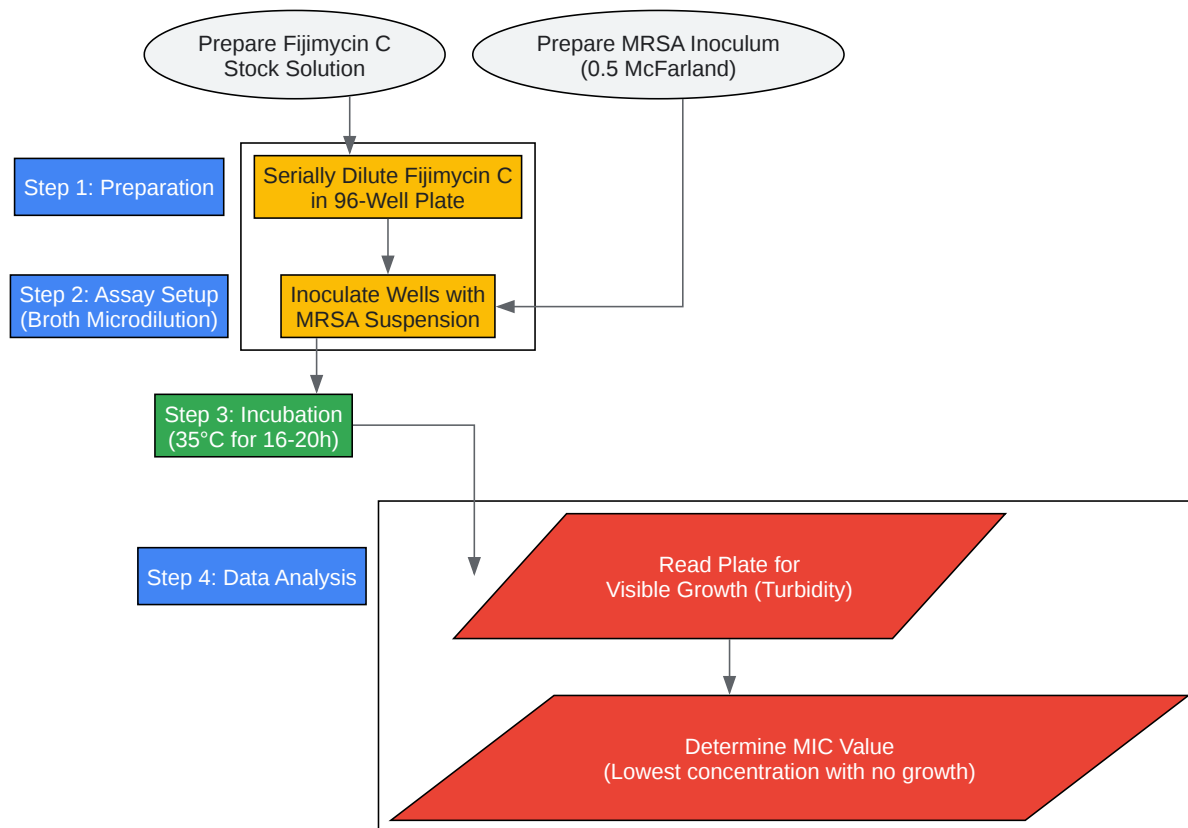 Prepare Fijimycin C
Stock Solution
Prepare MRSA Inoculum
(0.5 McFarland)
Step 1: Preparation
Serially Dilute Fijimycin C
in 96-Well Plate
Step 2: Assay Setup
(Broth Microdilution)
Inoculate Wells with
MRSA Suspension
Step 3: Incubation
(35°C for 16-20h)
Step 4: Data Analysis
Read Plate for
Visible Growth (Turbidity)
Determine MIC Value
(Lowest concentration with no growth)